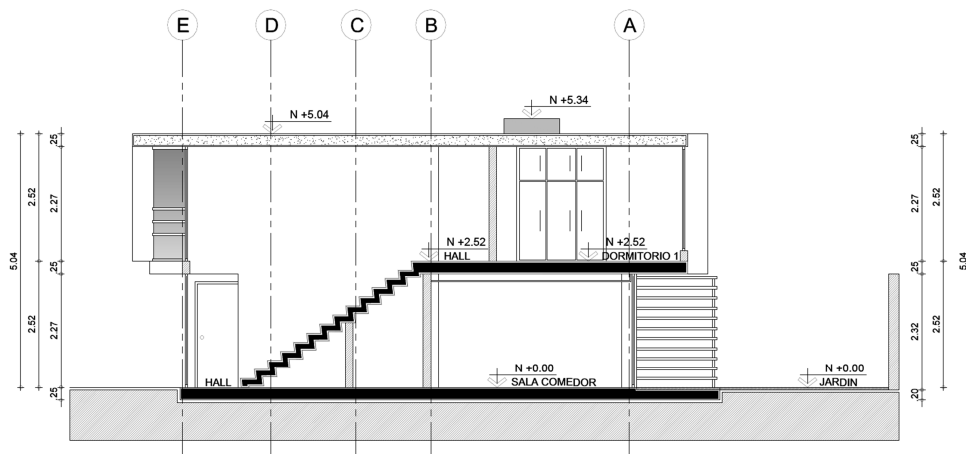 E D C B A
N +5.34
N +5.04
25 25
2.52 2.27 2.27 2.52
5.04 5.04
N +2.52 N +2.52
HALL DORMITORIO 1
25 25
2.52 2.27 2.32 2.52
N +0.00 N +0.00
HALL SALA COMEDOR JARDIN
25 20